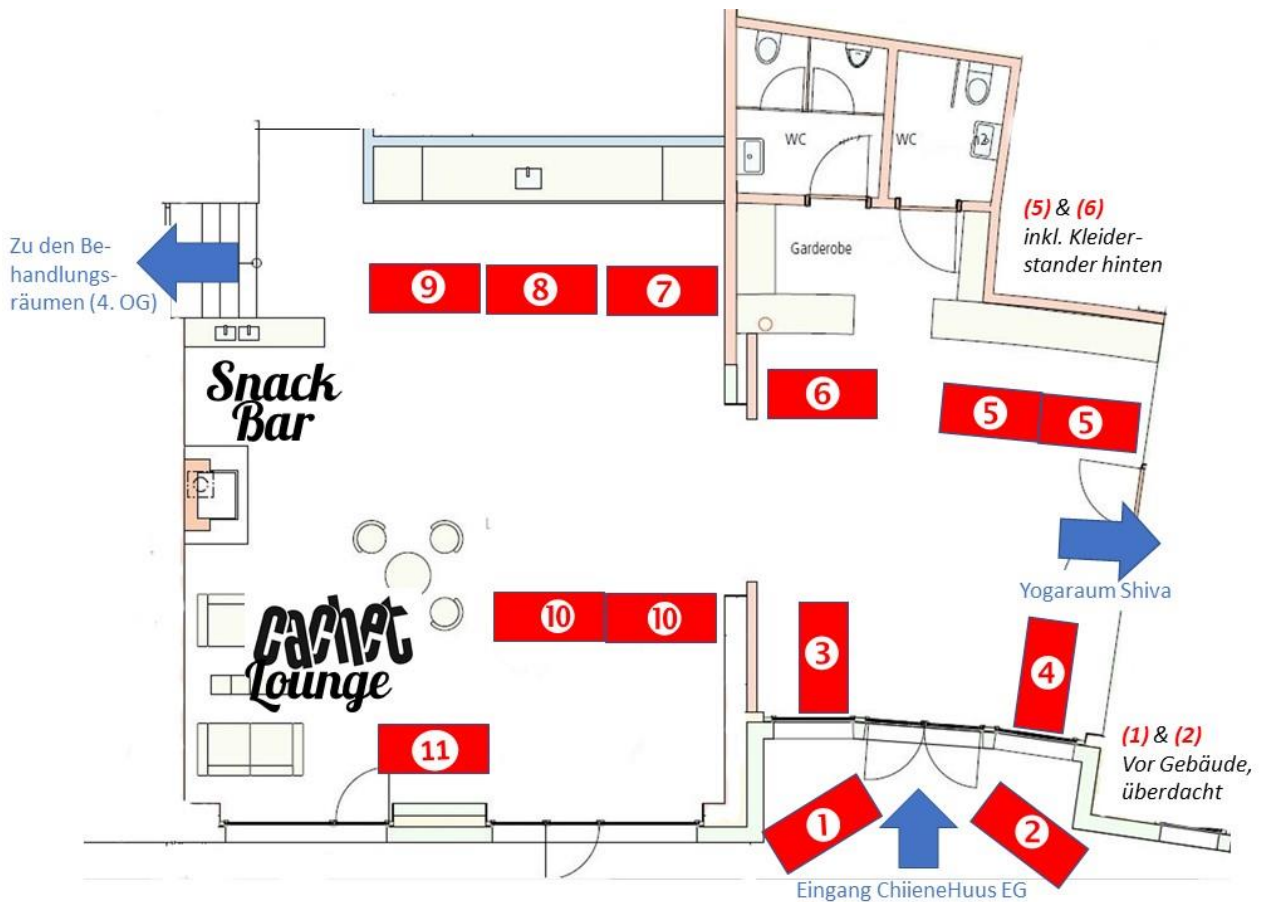 WC
WC
(5) & (6)
inkl. Kleider-
stander hinten
Garderobe
Zu den Be-
handlungs-
räumen (4. OG)
9
8
7
Snack
Bar
6
5
5
Yogaraum Shiva
10
10
3
4
cachet
Lounge
11
(1) & (2)
Vor Gebäude,
überdacht
1
2
Eingang ChiieneHuus EG